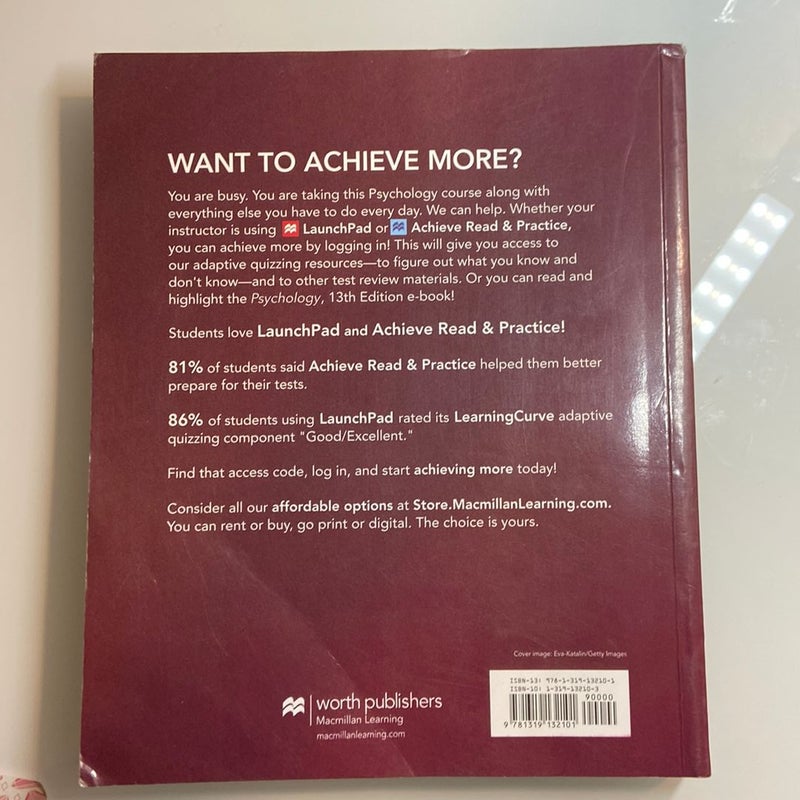 WANT TO ACHIEVE MORE?
You are busy. You are taking this Psychology course along with
everything else you have to do every day. We can help. Whether your
instructor is using LaunchPad or Achieve Read & Practice,
you can achieve more by logging in! This will give you access to
our adaptive quizzing resources—to figure out what you know and
don't know—and to other test review materials. Or you can read and
highlight the Psychology, 13th Edition e-book!
Students love LaunchPad and Achieve Read & Practice!
81% of students said Achieve Read & Practice helped them better
prepare for their tests.
86% of students using LaunchPad rated its LearningCurve adaptive
quizzing component "Good/Excellent."
Find that access code, log in, and start achieving more today!
Consider all our affordable options at Store.MacmillanLearning.com.
You can rent or buy, go print or digital. The choice is yours.
Cover image: Eva-Katalin/Getty Images
ISBN-13: 978-1-319-13210-1
ISBN-10: 1-319-13210-3
90000
9 781319 132101
worth publishers
Macmillan Learning
macmillanlearning.com